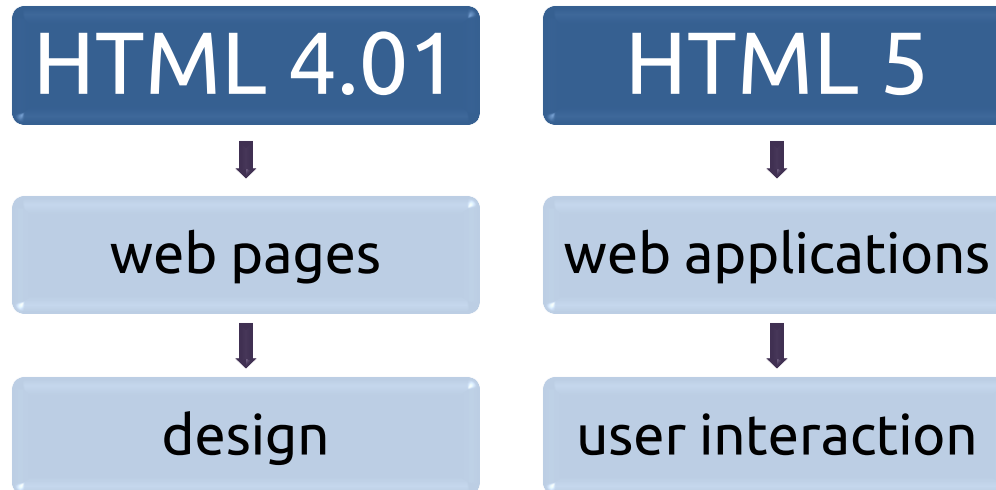 HTML 4.01
web pages
design
HTML 5
web applications
user interaction